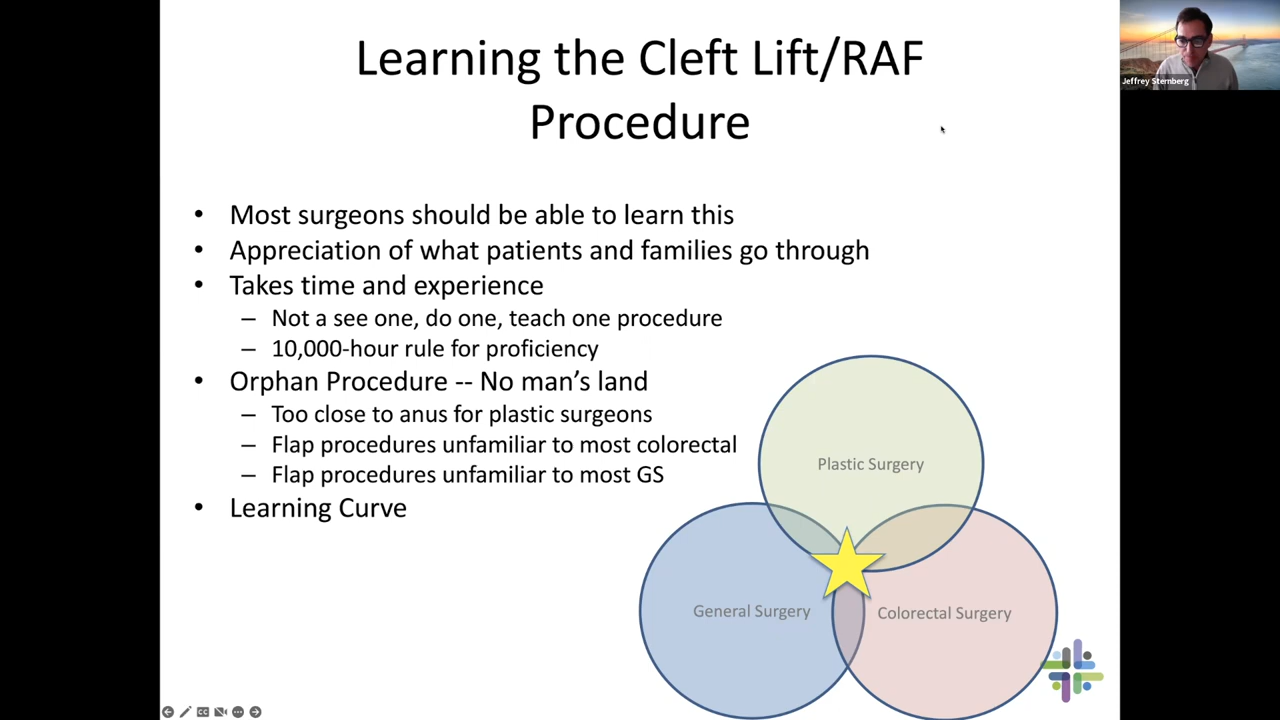 Learning the Cleft Lift/RAF
Procedure
Jeffrey Sternberg
• Most surgeons should be able to learn this
• Appreciation of what patients and families go through
• Takes time and experience
– Not a see one, do one, teach one procedure
– 10,000-hour rule for proficiency
• Orphan Procedure -- No man’s land
– Too close to anus for plastic surgeons
– Flap procedures unfamiliar to most colorectal
– Flap procedures unfamiliar to most GS
• Learning Curve
Plastic Surgery
General Surgery
Colorectal Surgery
CC